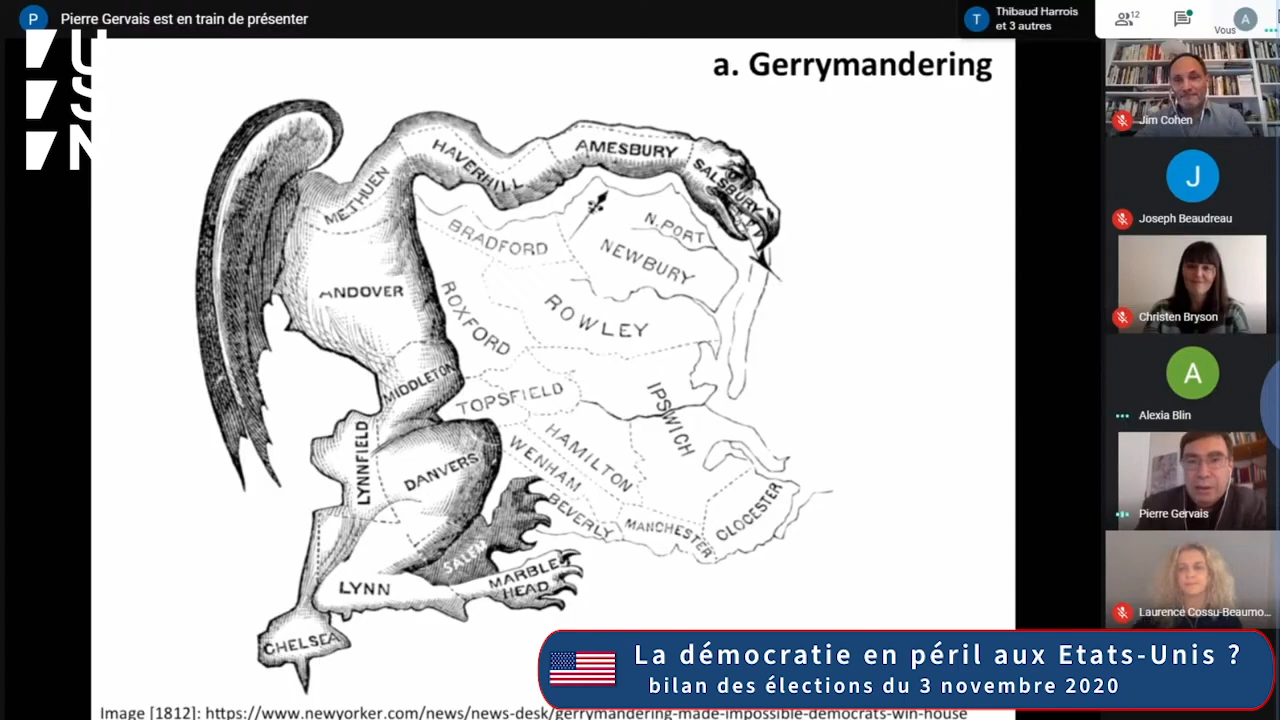 P
Pierre Gervais est en train de présenter
T
Thibaud Harrois
et 3 autres
12
Vous
A
U
S
N
a. Gerrymandering
METHUEN
HAVERHILL
AMESBURY
SALSBURY
BRADFORD
N. PORT
NEWBURY
ANDOVER
ROXFORD
ROWLEY
MIDDLETON
TOPSFIELD
IPSWICH
LYNNFIELD
DANVERS
HAMILTON
WENHAM
BEVERLY
MANCHESTER
CLOCESTER
SALEM
LYNN
MARBLE
HEAD
CHELSEA
Image [1812]: https://www.newyorker.com/news/news-desk/gerrymandering-made-impossible-democrats-win-house
Jim Cohen
J
Joseph Beaudreau
Christen Bryson
A
Alexia Blin
Pierre Gervais
Laurence Cossu-Beaumo...
La démocratie en péril aux Etats-Unis ?
bilan des élections du 3 novembre 2020